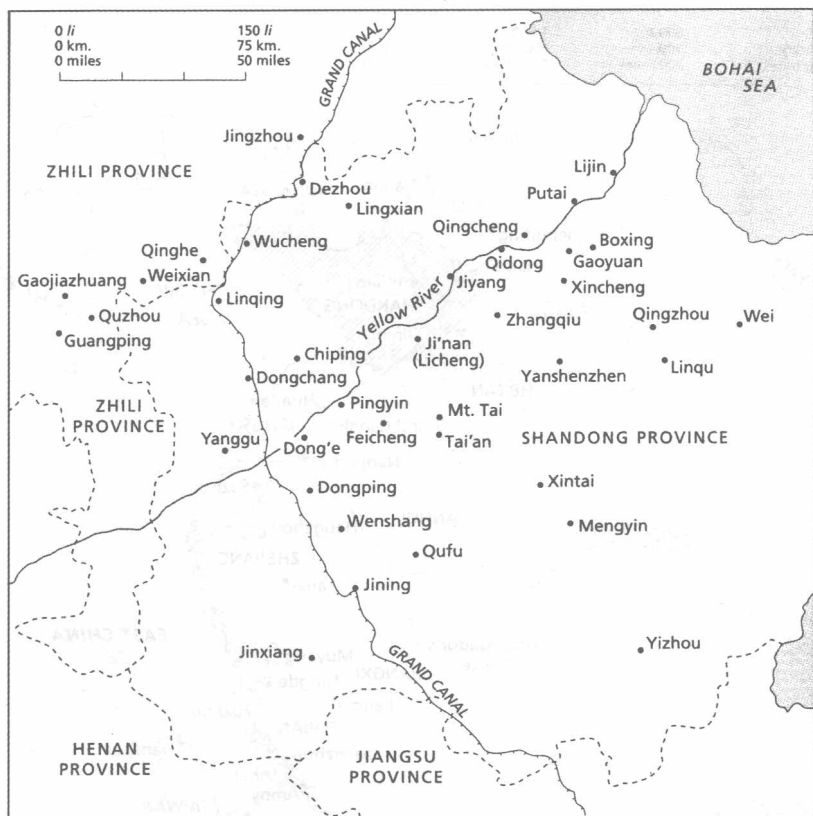 0 li 150 li
0 km. 75 km.
0 miles 50 miles
GRAND CANAL
BOHAI
SEA
Jingzhou
ZHILI PROVINCE
Lijin
Dezhou
Putai
Lingxian
Qingcheng
Wucheng
Boxing
Qinghe
Qidong
Gaoyuan
Weixian
Jiyang
Gaojiazhuang
Xincheng
Linqing
Yellow River
Quzhou
Zhangqiu
Qingzhou
Wei
Guangping
Ji'nan
(Licheng)
Chiping
Yanshenzhen
Linqu
Dongchang
ZHILI
PROVINCE
Pingyin
Mt. Tai
Yanggu
Feicheng
Tai'an
SHANDONG PROVINCE
Dong'e
Dongping
Xintai
Wenshang
Mengyin
Qufu
Jining
Jinxiang
Yizhou
GRAND CANAL
HENAN
PROVINCE
JIANGSU
PROVINCE